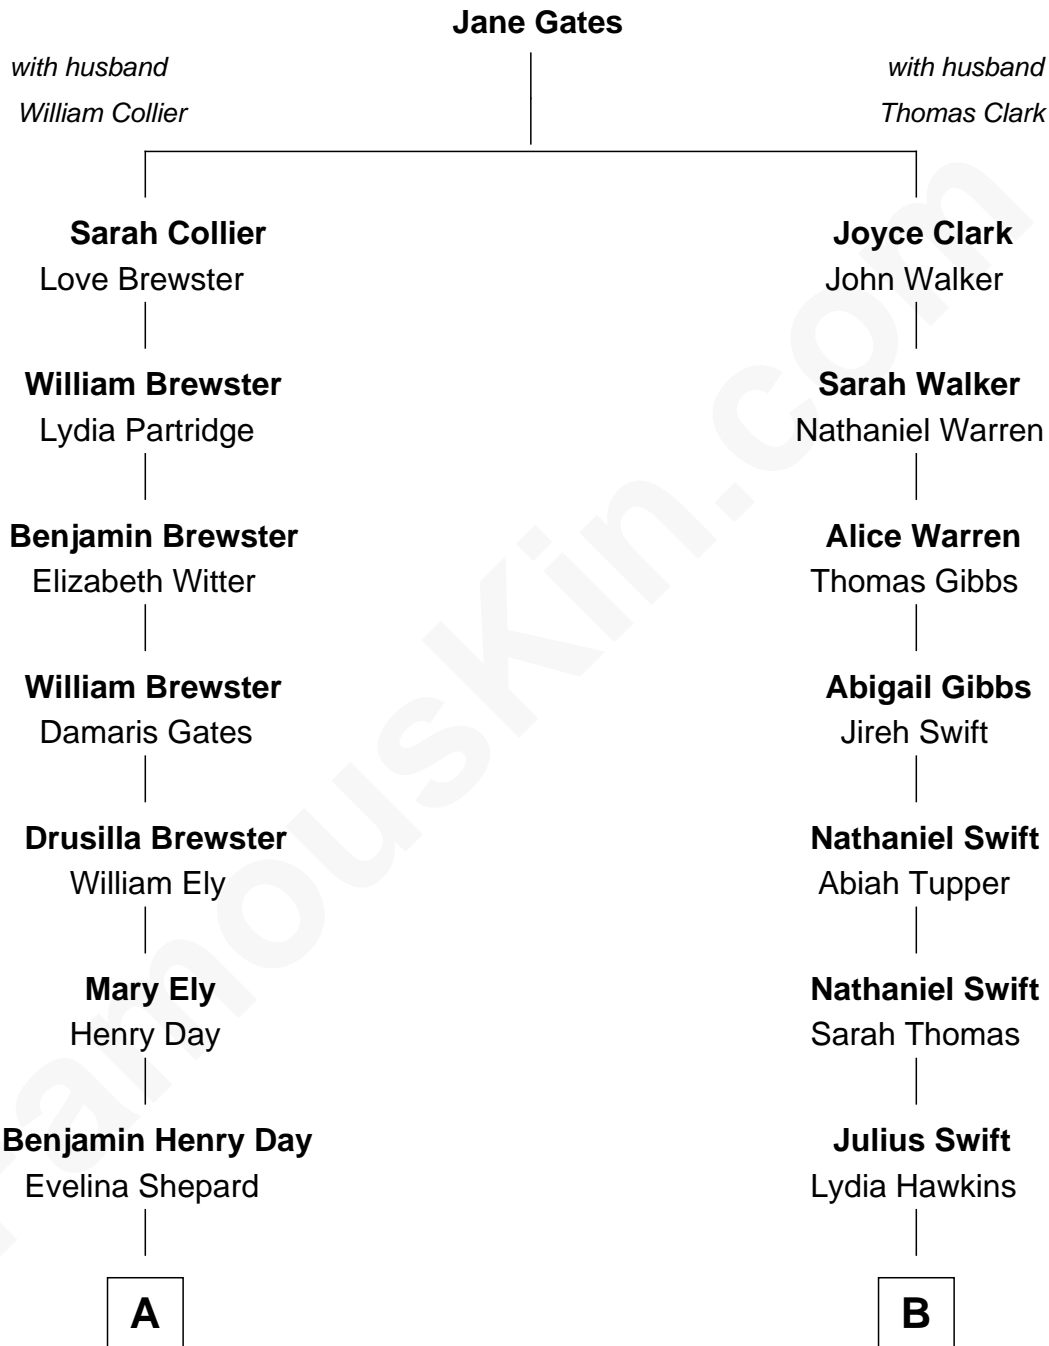 Jane Gates
with husband
William Collier
with husband
Thomas Clark
Sarah Collier
Love Brewster
Joyce Clark
John Walker
William Brewster
Lydia Partridge
Sarah Walker
Nathaniel Warren
Benjamin Brewster
Elizabeth Witter
Alice Warren
Thomas Gibbs
William Brewster
Damaris Gates
Abigail Gibbs
Jireh Swift
Drusilla Brewster
William Ely
Nathaniel Swift
Abiah Tupper
Mary Ely
Henry Day
Nathaniel Swift
Sarah Thomas
Benjamin Henry Day
Evelina Shepard
Julius Swift
Lydia Hawkins
A
B
FamousKin.com